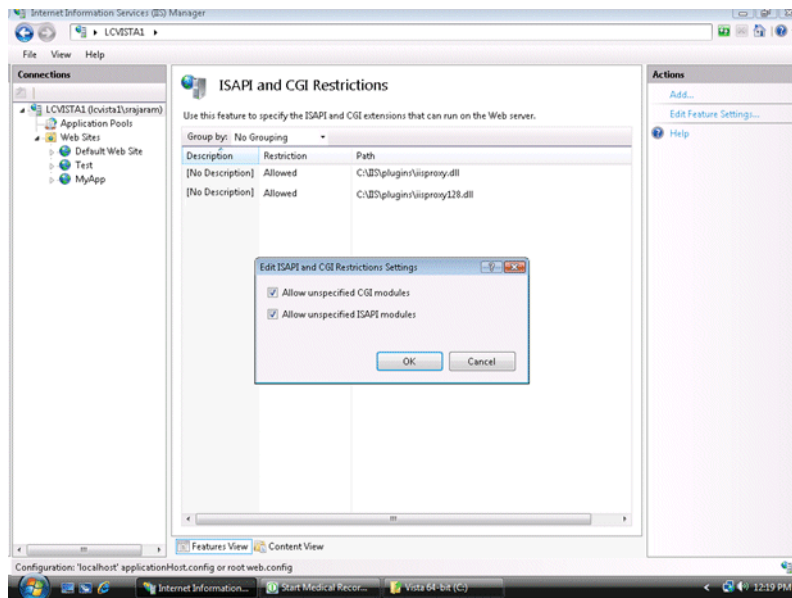 Internet Information Services (IIS) Manager
LCVISTA1
File View Help
Connections
LCVISTA1 (lcvista1\srajaram)
Application Pools
Web Sites
Default Web Site
Test
MyApp
ISAPI and CGI Restrictions
Use this feature to specify the ISAPI and CGI extensions that can run on the Web server.
Group by: No Grouping
Description Restriction Path
[No Description] Allowed C:\IIS\plugins\iisproxy.dll
[No Description] Allowed C:\IIS\plugins\iisproxy128.dll
Edit ISAPI and CGI Restrictions Settings
Allow unspecified CGI modules
Allow unspecified ISAPI modules
OK Cancel
Features View Content View
Actions
Add...
Edit Feature Settings...
Help
Configuration: 'localhost' applicationHost.config or root web.config
Internet Information... Start Medical Recor... Vista 64-bit (C:) 12:19 PM